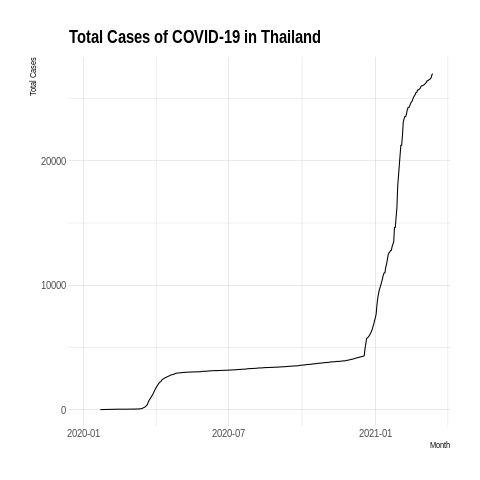 Total Cases of COVID-19 in Thailand
Total Cases
20000
10000
0
2020-01 2020-07 2021-01
Month